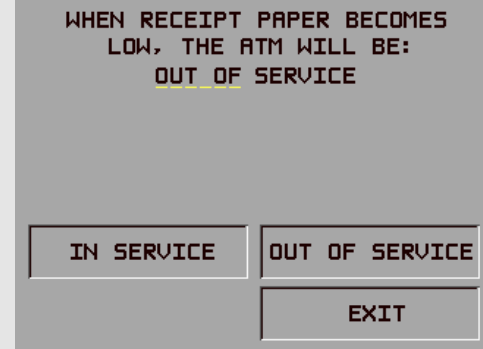 WHEN RECEIPT PAPER BECOMES
LOW, THE ATM WILL BE:
OUT OF SERVICE
IN SERVICE
OUT OF SERVICE
EXIT